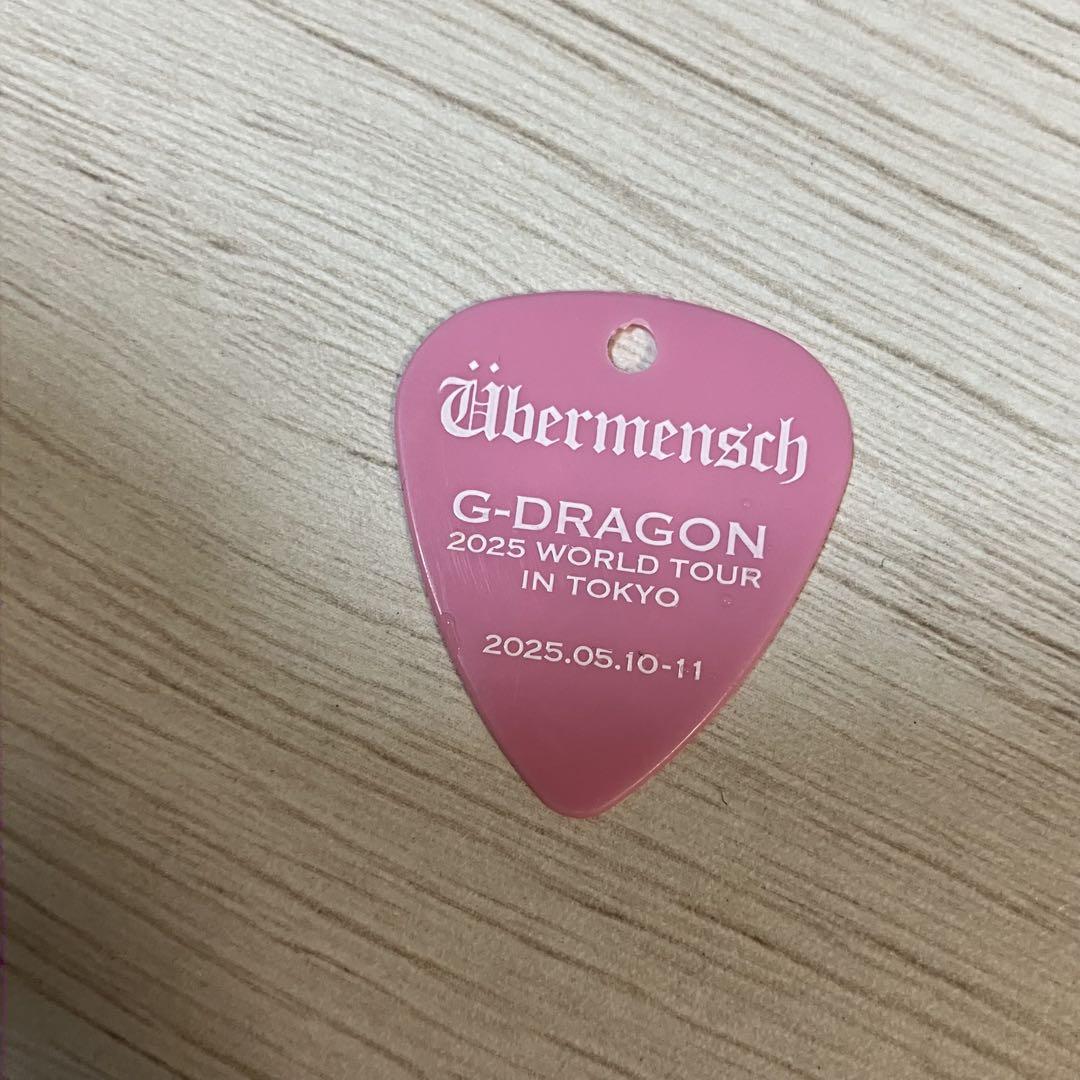 Übermensch
G-DRAGON
2025 WORLD TOUR
IN TOKYO
2025.05.10-11